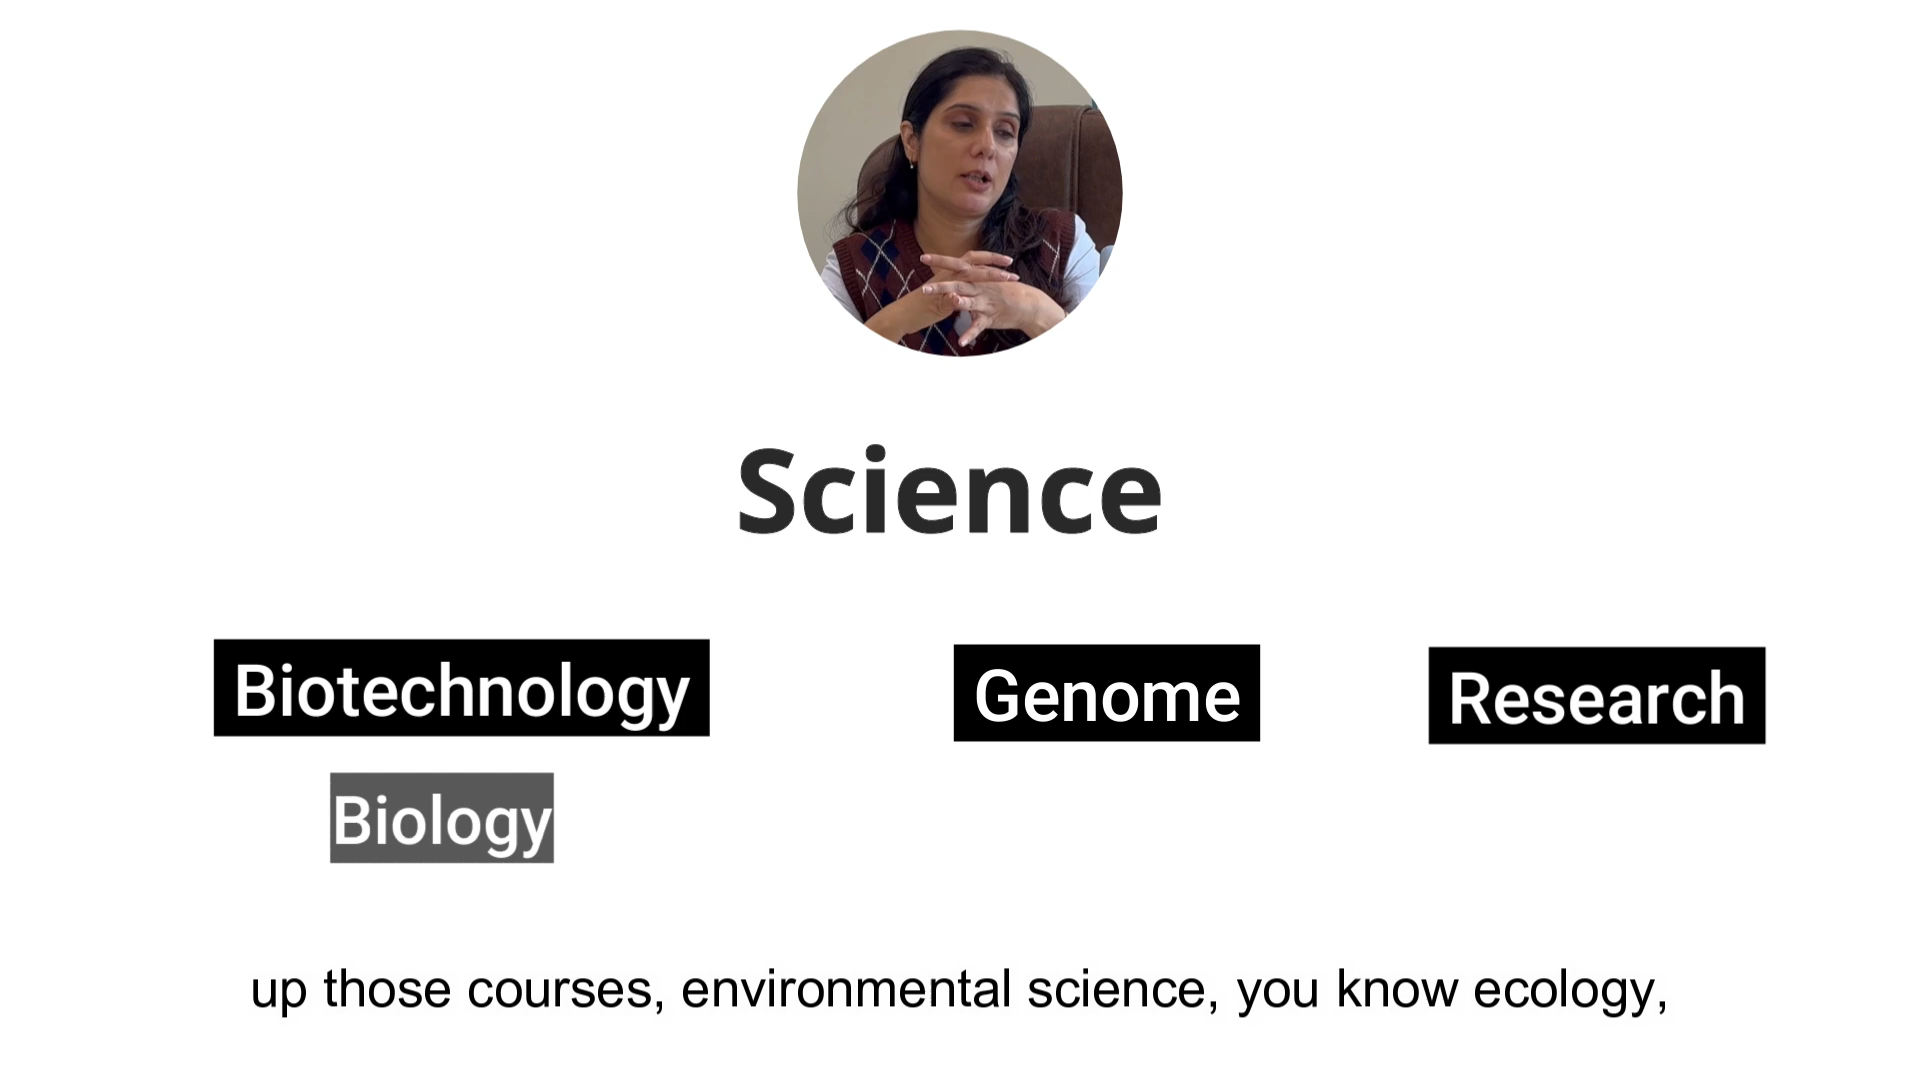 Science
Biotechnology
Genome
Research
Biology
up those courses, environmental science, you know ecology,